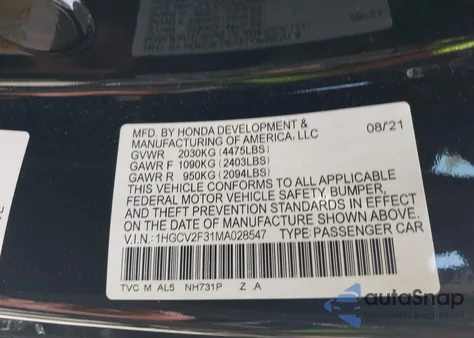 MFD. BY HONDA DEVELOPMENT &
MANUFACTURING OF AMERICA, LLC 08/'21
GVWR 2030KG (4475LBS)
GAWR F 1090KG (2403LBS)
GAWR R 950KG (2094LBS)
THIS VEHICLE CONFORMS TO ALL APPLICABLE
FEDERAL MOTOR VEHICLE SAFETY, BUMPER,
AND THEFT PREVENTION STANDARDS IN EFFECT
ON THE DATE OF MANUFACTURE SHOWN ABOVE.
V.I.N.: 1HGCV2F31MA028547 TYPE: PASSENGER CAR
TVC M AL5 NH731P .Z .A
autoSnap